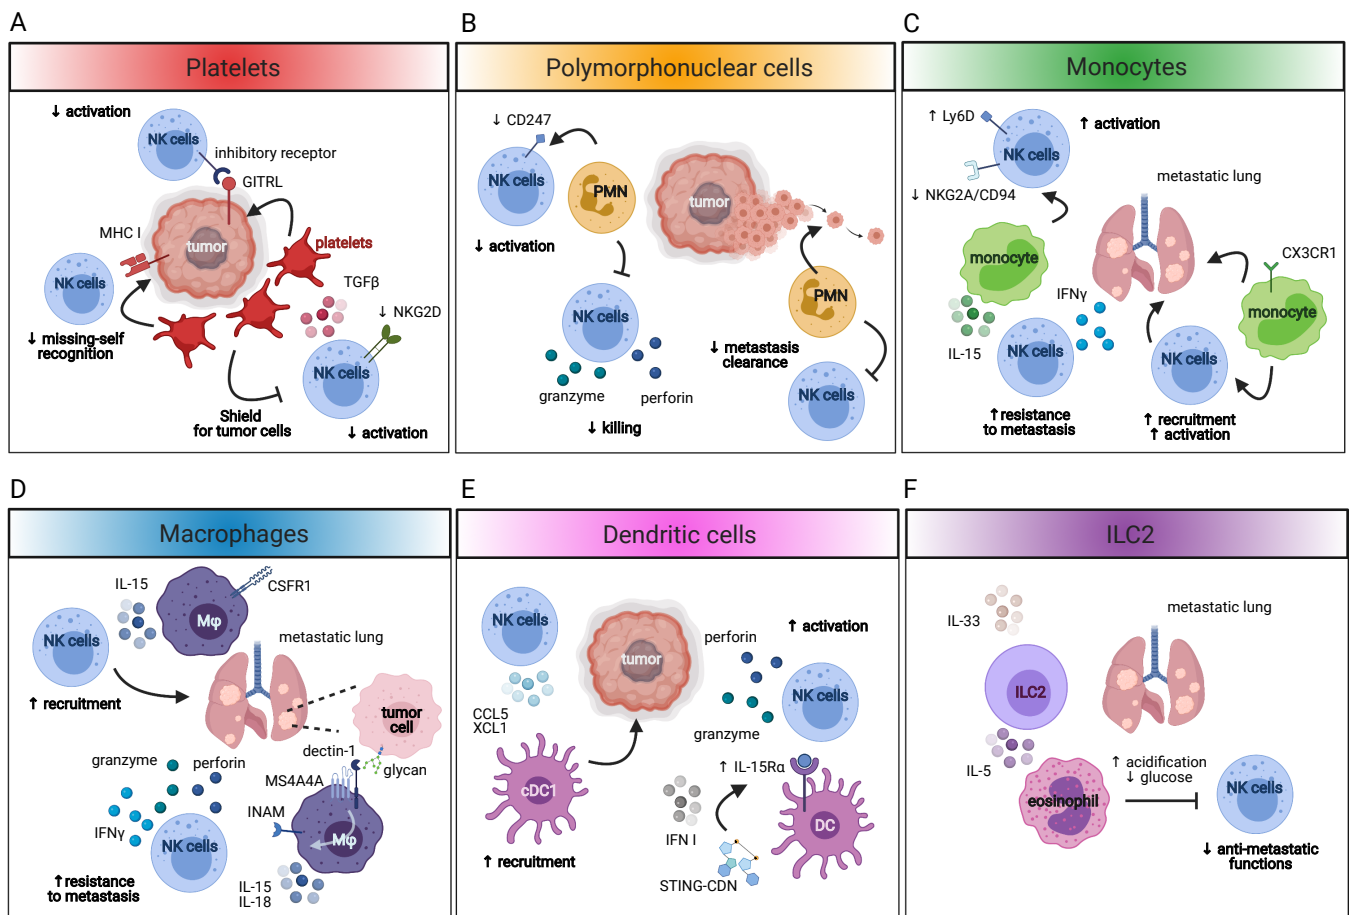 A
Platelets
↓ activation
NK cells
inhibitory receptor
GITRL
MHC I
tumor
platelets
NK cells
TGFβ
↓ NKG2D
↓ missing-self
recognition
NK cells
Shield
for tumor cells
↓ activation
B
Polymorphonuclear cells
↓ CD247
NK cells
PMN
tumor
↓ activation
PMN
NK cells
↓ metastasis
clearance
granzyme
perforin
NK cells
↓ killing
C
Monocytes
↑ Ly6D
↑ activation
NK cells
metastatic lung
↓ NKG2A/CD94
monocyte
CX3CR1
IFNγ
monocyte
IL-15
NK cells
NK cells
↑resistance
to metastasis
↑ recruitment
↑ activation
D
Macrophages
IL-15
CSFR1
Mφ
NK cells
metastatic lung
↑ recruitment
tumor
cell
dectin-1
granzyme
perforin
glycan
MS4A4A
INAM
IFNγ
NK cells
Mφ
↑resistance
to metastasis
IL-15
IL-18
E
Dendritic cells
NK cells
perforin
↑ activation
tumor
NK cells
CCL5
XCL1
granzyme
↑ IL-15Rα
cDC1
DC
IFN I
↑ recruitment
STING-CDN
F
ILC2
metastatic lung
IL-33
ILC2
IL-5
↑ acidification
↓ glucose
eosinophil
NK cells
↓ anti-metastatic
functions